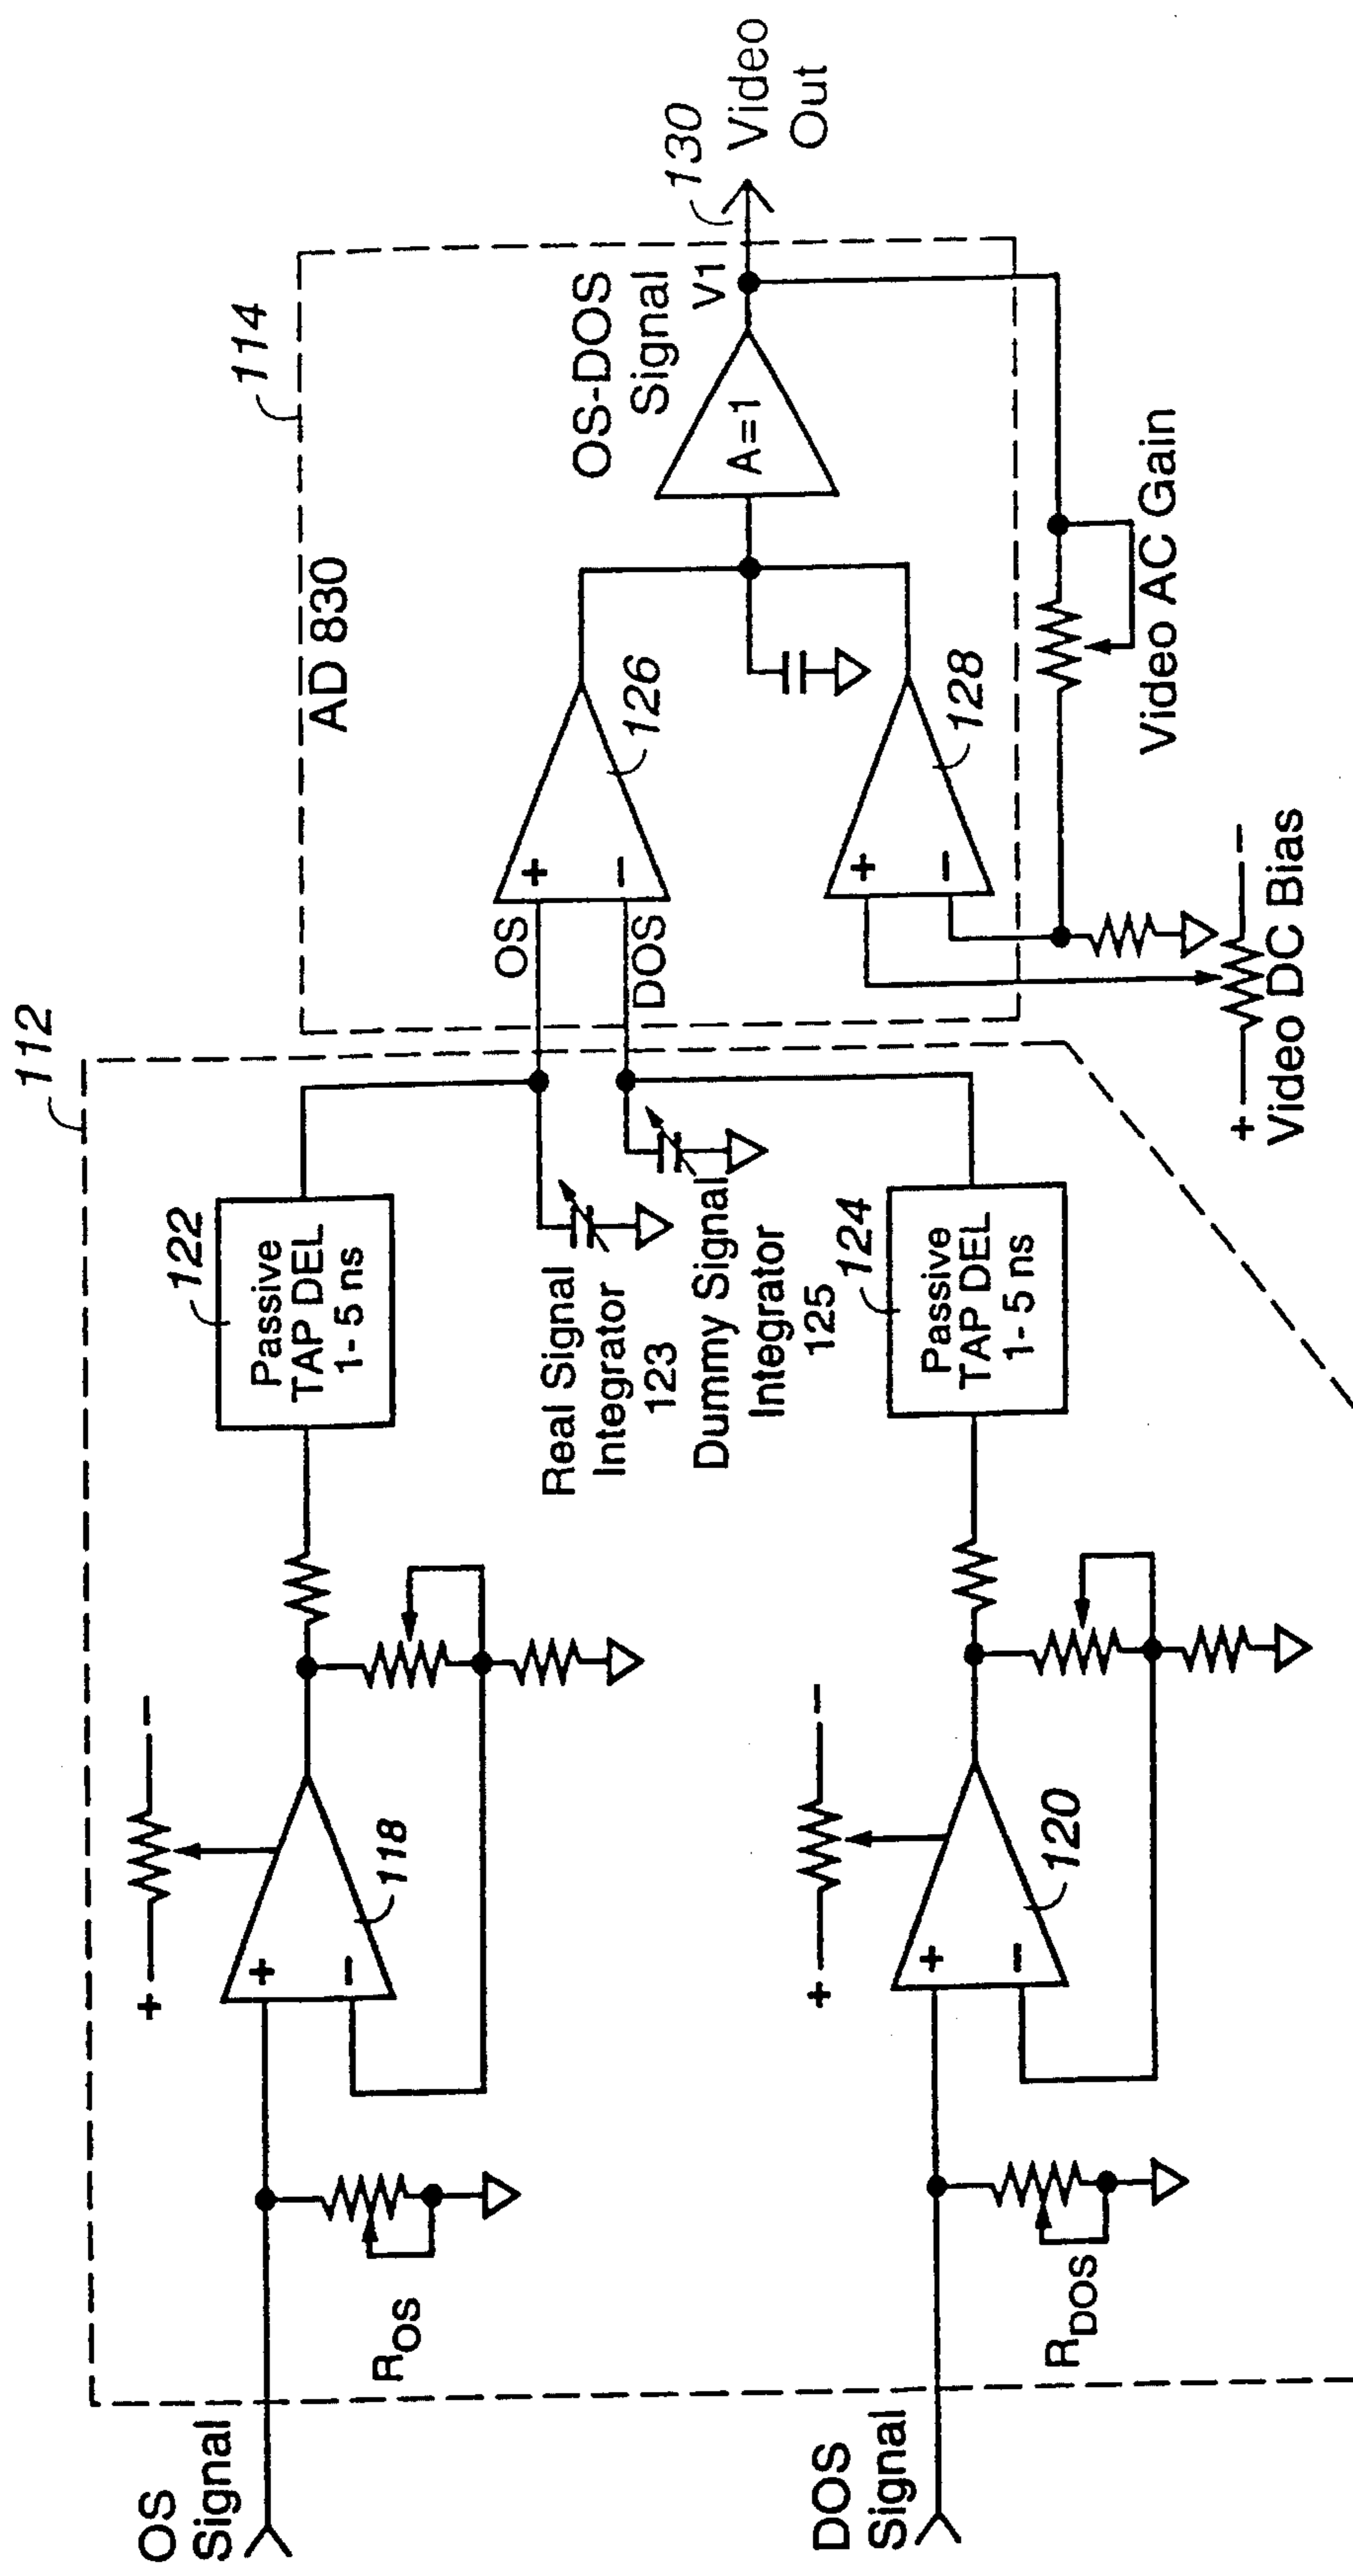 112
114
AD 830
OS
Signal
+
−
+
−
118
R_OS
122
Passive
TAP DEL
1- 5 ns
Real Signal
Integrator
123
Dummy Signal
Integrator
125
OS
DOS
+
−
126
+
−
128
OS-DOS
Signal
A=1
V1
130
Video
Out
DOS
Signal
+
−
+
−
120
R_DOS
124
Passive
TAP DEL
1- 5 ns
+
−
Video DC Bias
Video AC Gain